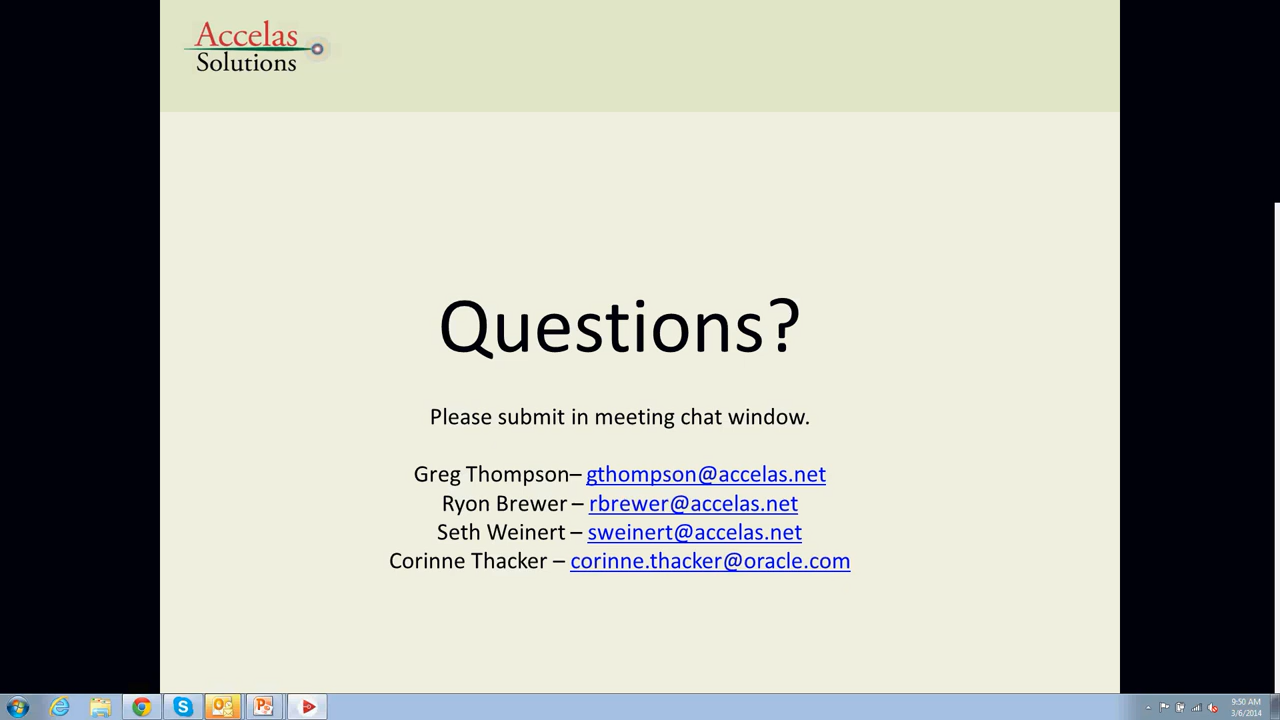 Accelas
Solutions
Questions?
Please submit in meeting chat window.
Greg Thompson– gthompson@accelas.net
Ryon Brewer – rbrewer@accelas.net
Seth Weinert – sweinert@accelas.net
Corinne Thacker – corinne.thacker@oracle.com
9:50 AM
3/6/2014